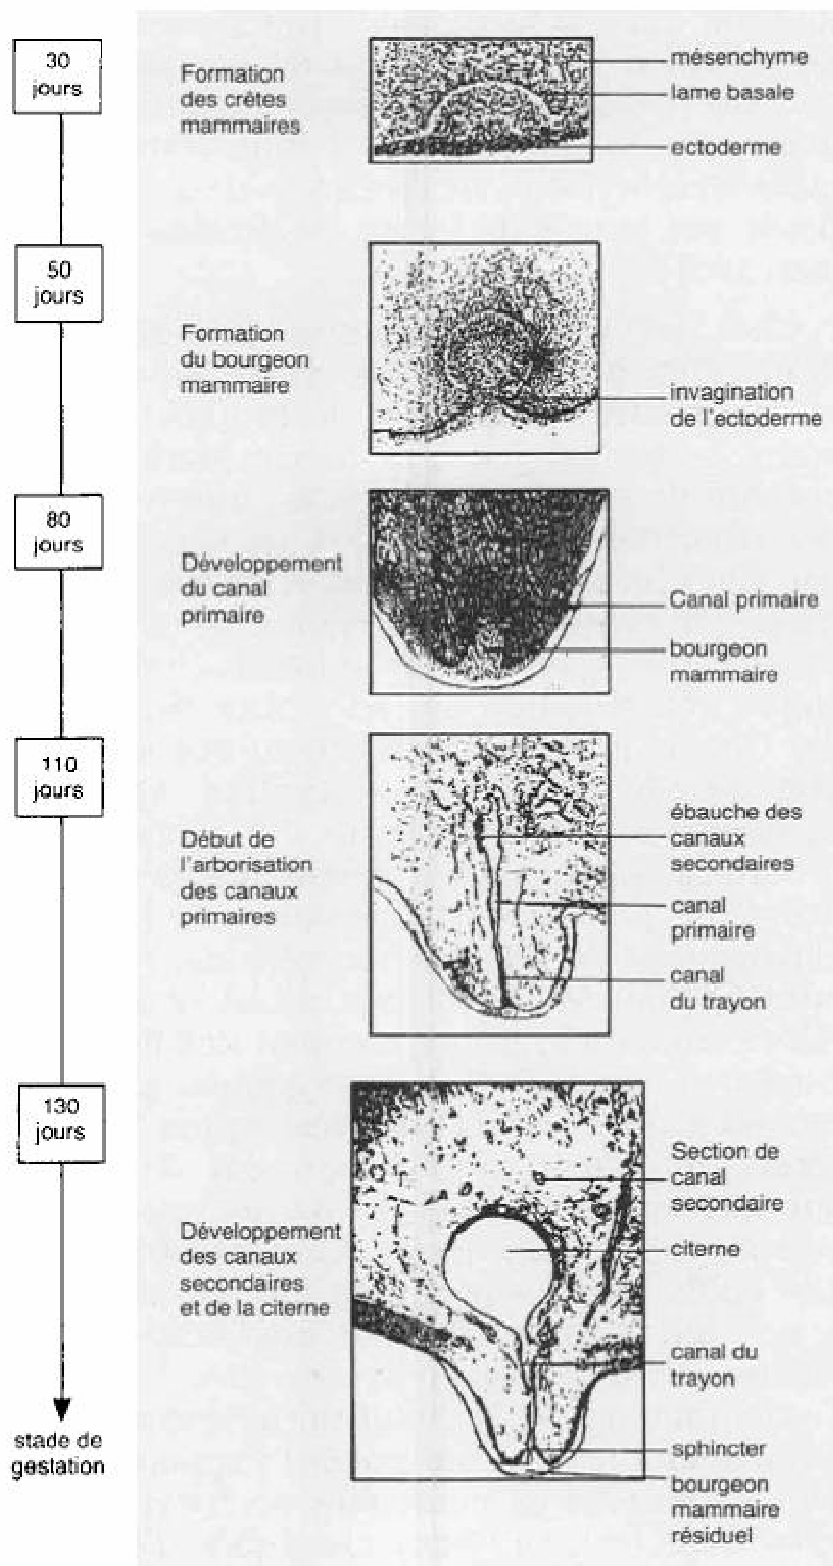 30
jours
Formation
des crêtes
mammaires
mésenchyme
lame basale
ectoderme
50
jours
Formation
du bourgeon
mammaire
invagination
de l'ectoderme
80
jours
Développement
du canal
primaire
Canal primaire
bourgeon
mammaire
110
jours
Début de
l'arborisation
des canaux
primaires
ébauche des
canaux
secondaires
canal
primaire
canal
du trayon
130
jours
Développement
des canaux
secondaires
et de la citerne
Section de
canal
secondaire
citerne
canal du
trayon
sphincter
bourgeon
mammaire
résiduel
stade de
gestation